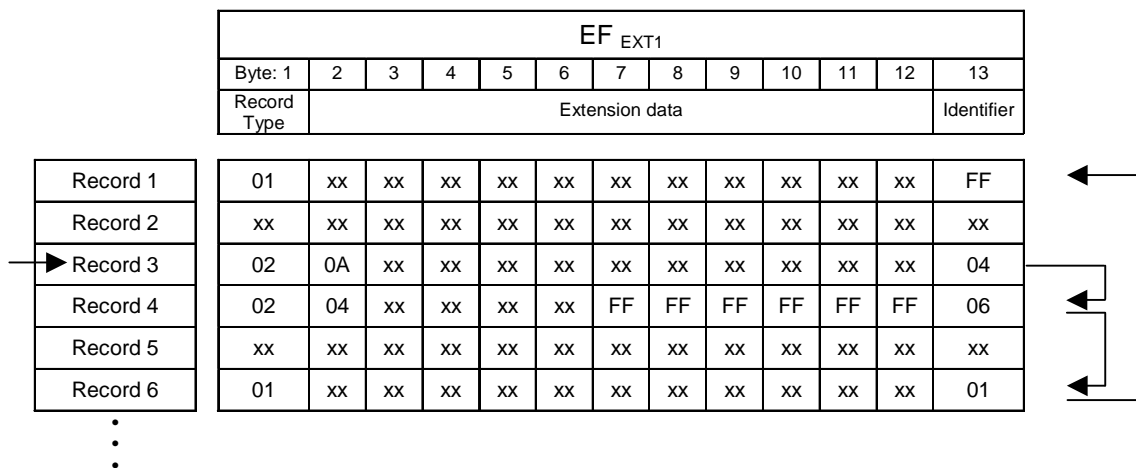 EF EXT1
Byte: 1 2 3 4 5 6 7 8 9 10 11 12 13
Record Type Extension data Identifier
Record 1 01 xx xx xx xx xx xx xx xx xx xx xx FF
Record 2 xx xx xx xx xx xx xx xx xx xx xx xx xx
Record 3 02 0A xx xx xx xx xx xx xx xx xx xx 04
Record 4 02 04 xx xx xx xx FF FF FF FF FF FF 06
Record 5 xx xx xx xx xx xx xx xx xx xx xx xx xx
Record 6 01 xx xx xx xx xx xx xx xx xx xx xx 01